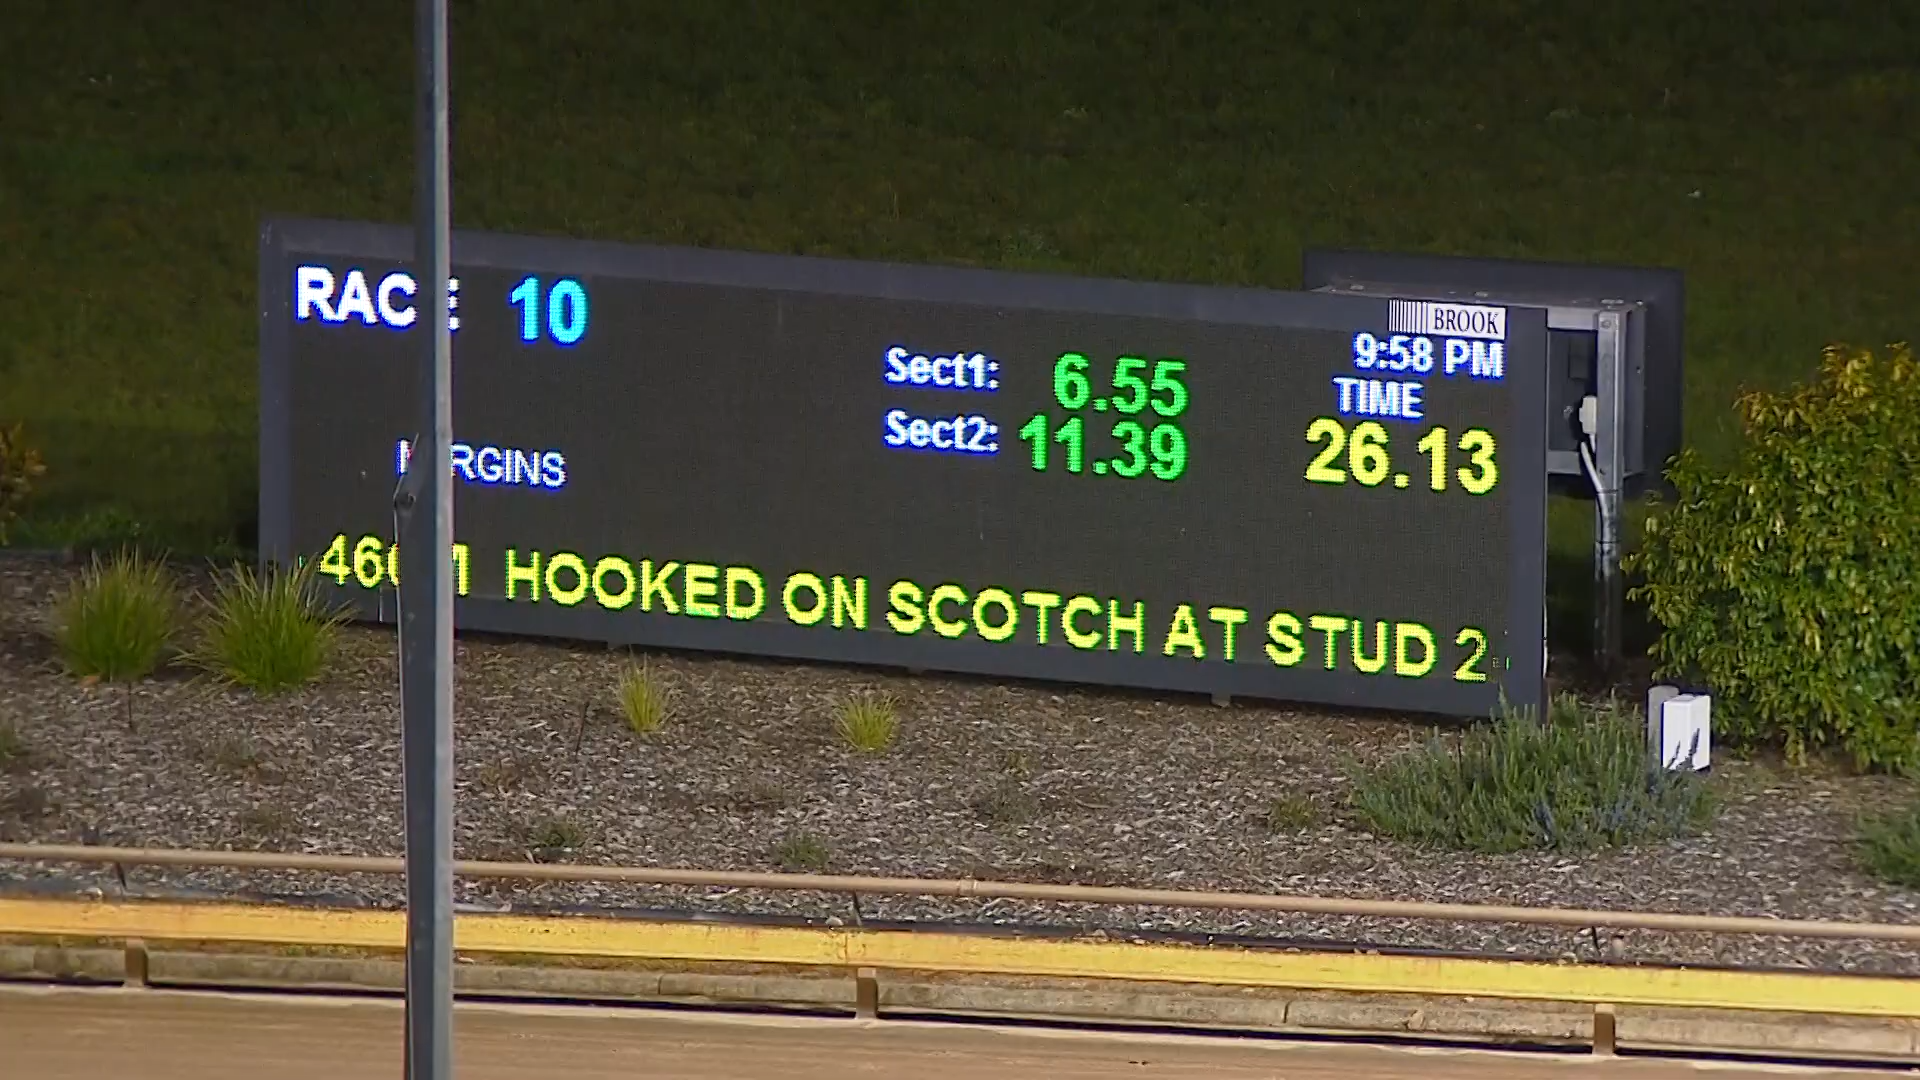 RACE 10
BROOK
9:58 PM
Sect1: 6.55
TIME
Sect2: 11.39
26.13
MARGINS
HOOKED ON SCOTCH AT STUD 2